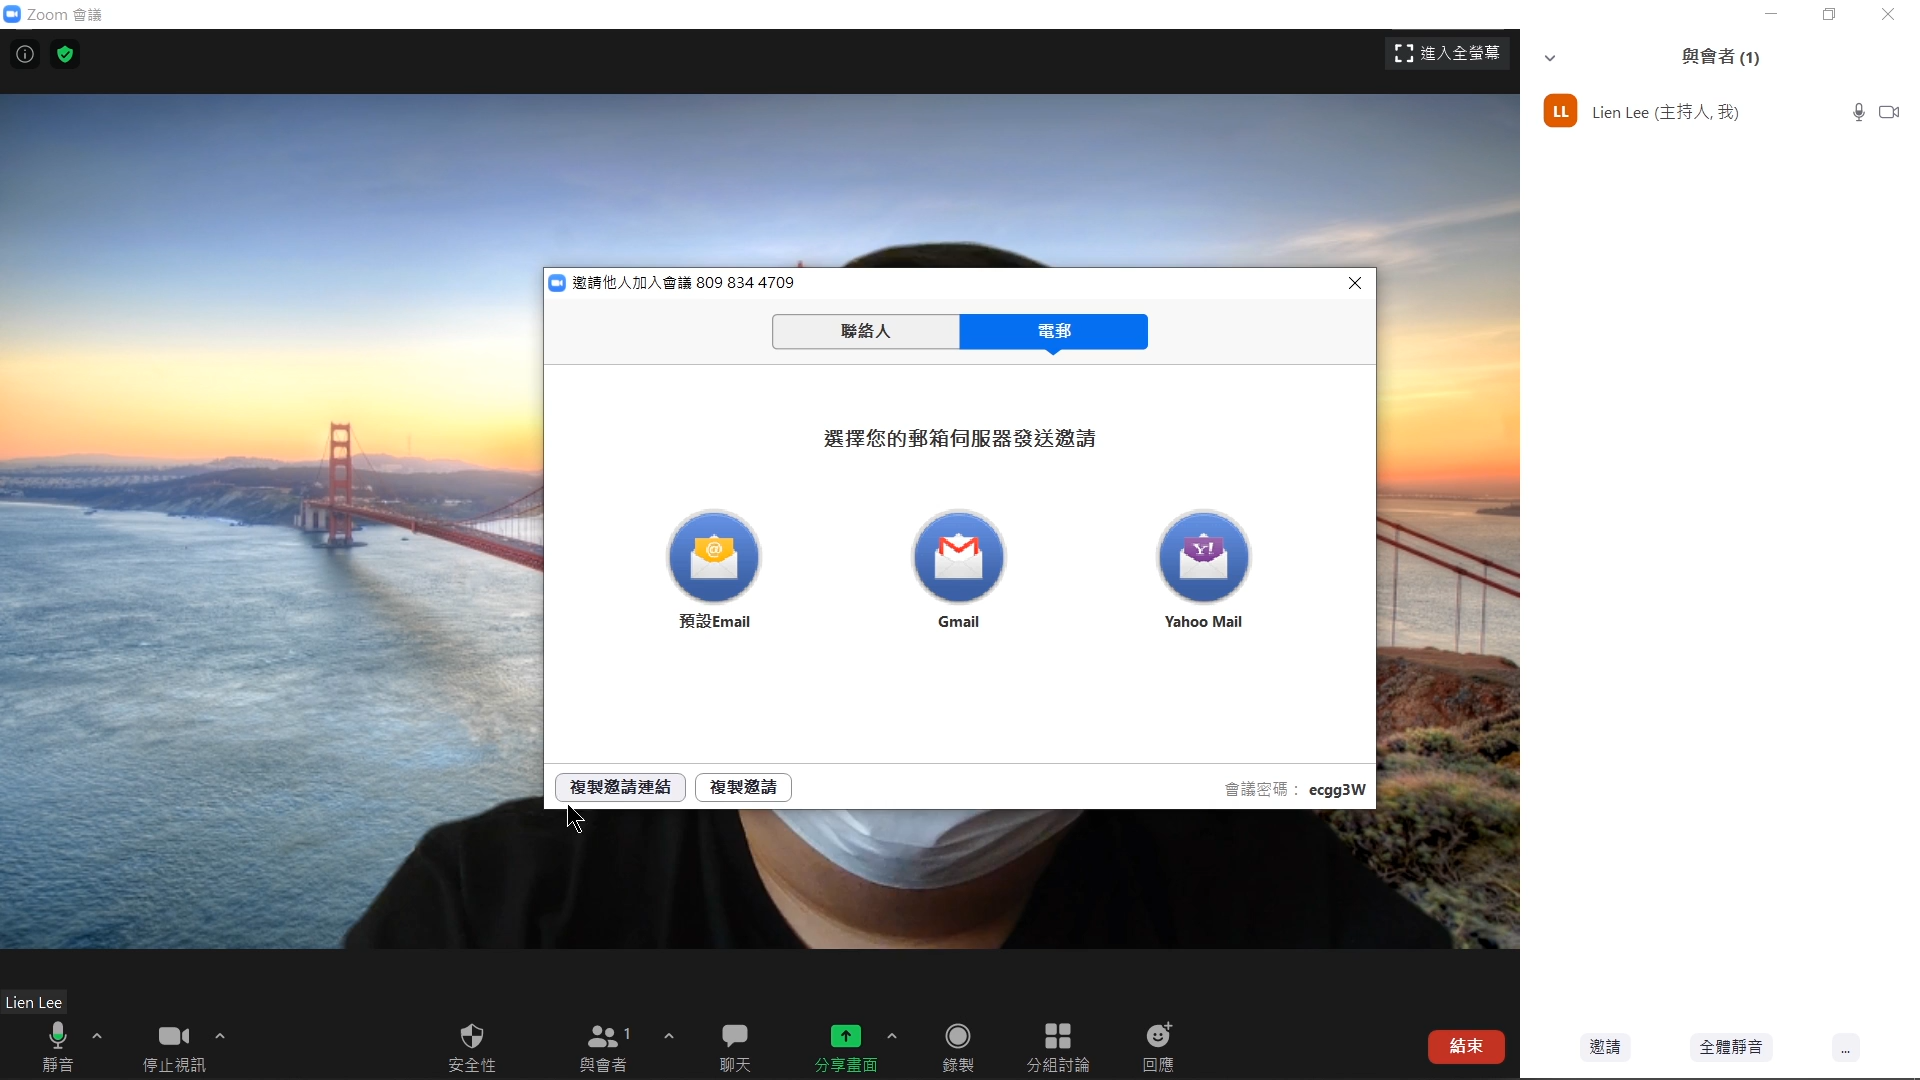 Zoom 會議
進入全螢幕
與會者 (1)
LL
Lien Lee (主持人, 我)
邀請他人加入會議 809 834 4709
聯絡人
電郵
選擇您的郵箱伺服器發送邀請
@
Y!
預設Email
Gmail
Yahoo Mail
複製邀請連結
複製邀請
會議密碼： ecgg3W
Lien Lee
靜音
停止視訊
安全性
1
與會者
聊天
分享畫面
錄製
分組討論
回應
結束
邀請
全體靜音
...